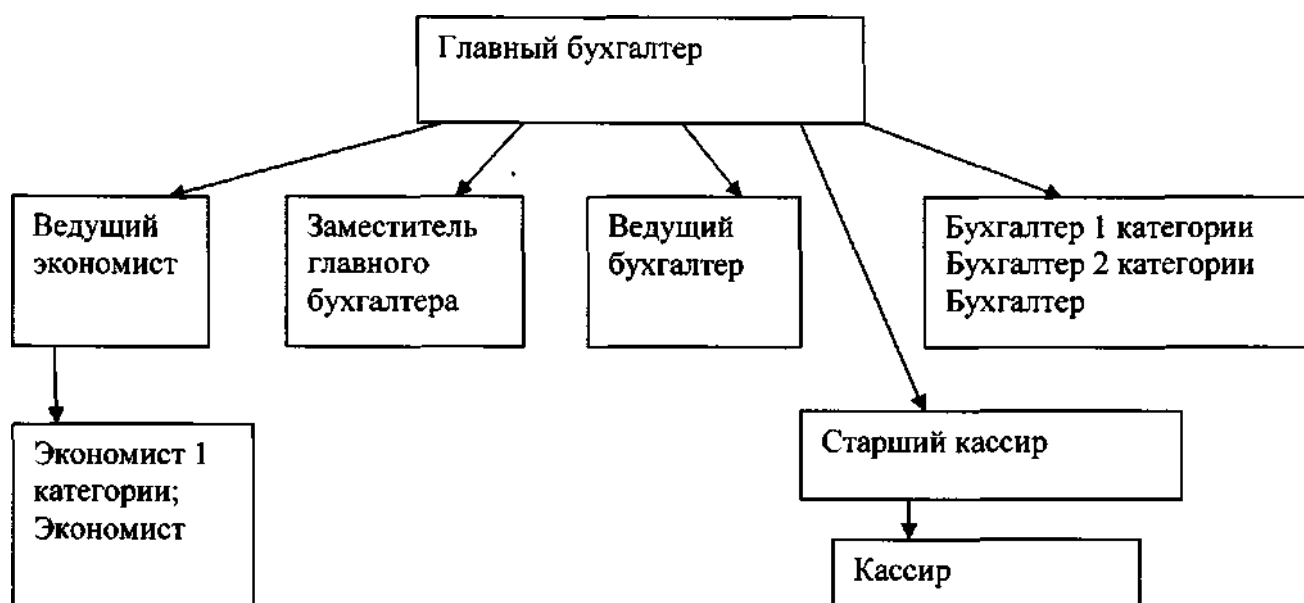 Главный бухгалтер
Ведущий
экономист
Заместитель
главного
бухгалтера
Ведущий
бухгалтер
Бухгалтер 1 категории
Бухгалтер 2 категории
Бухгалтер
Экономист 1
категории;
Экономист
Старший кассир
Кассир